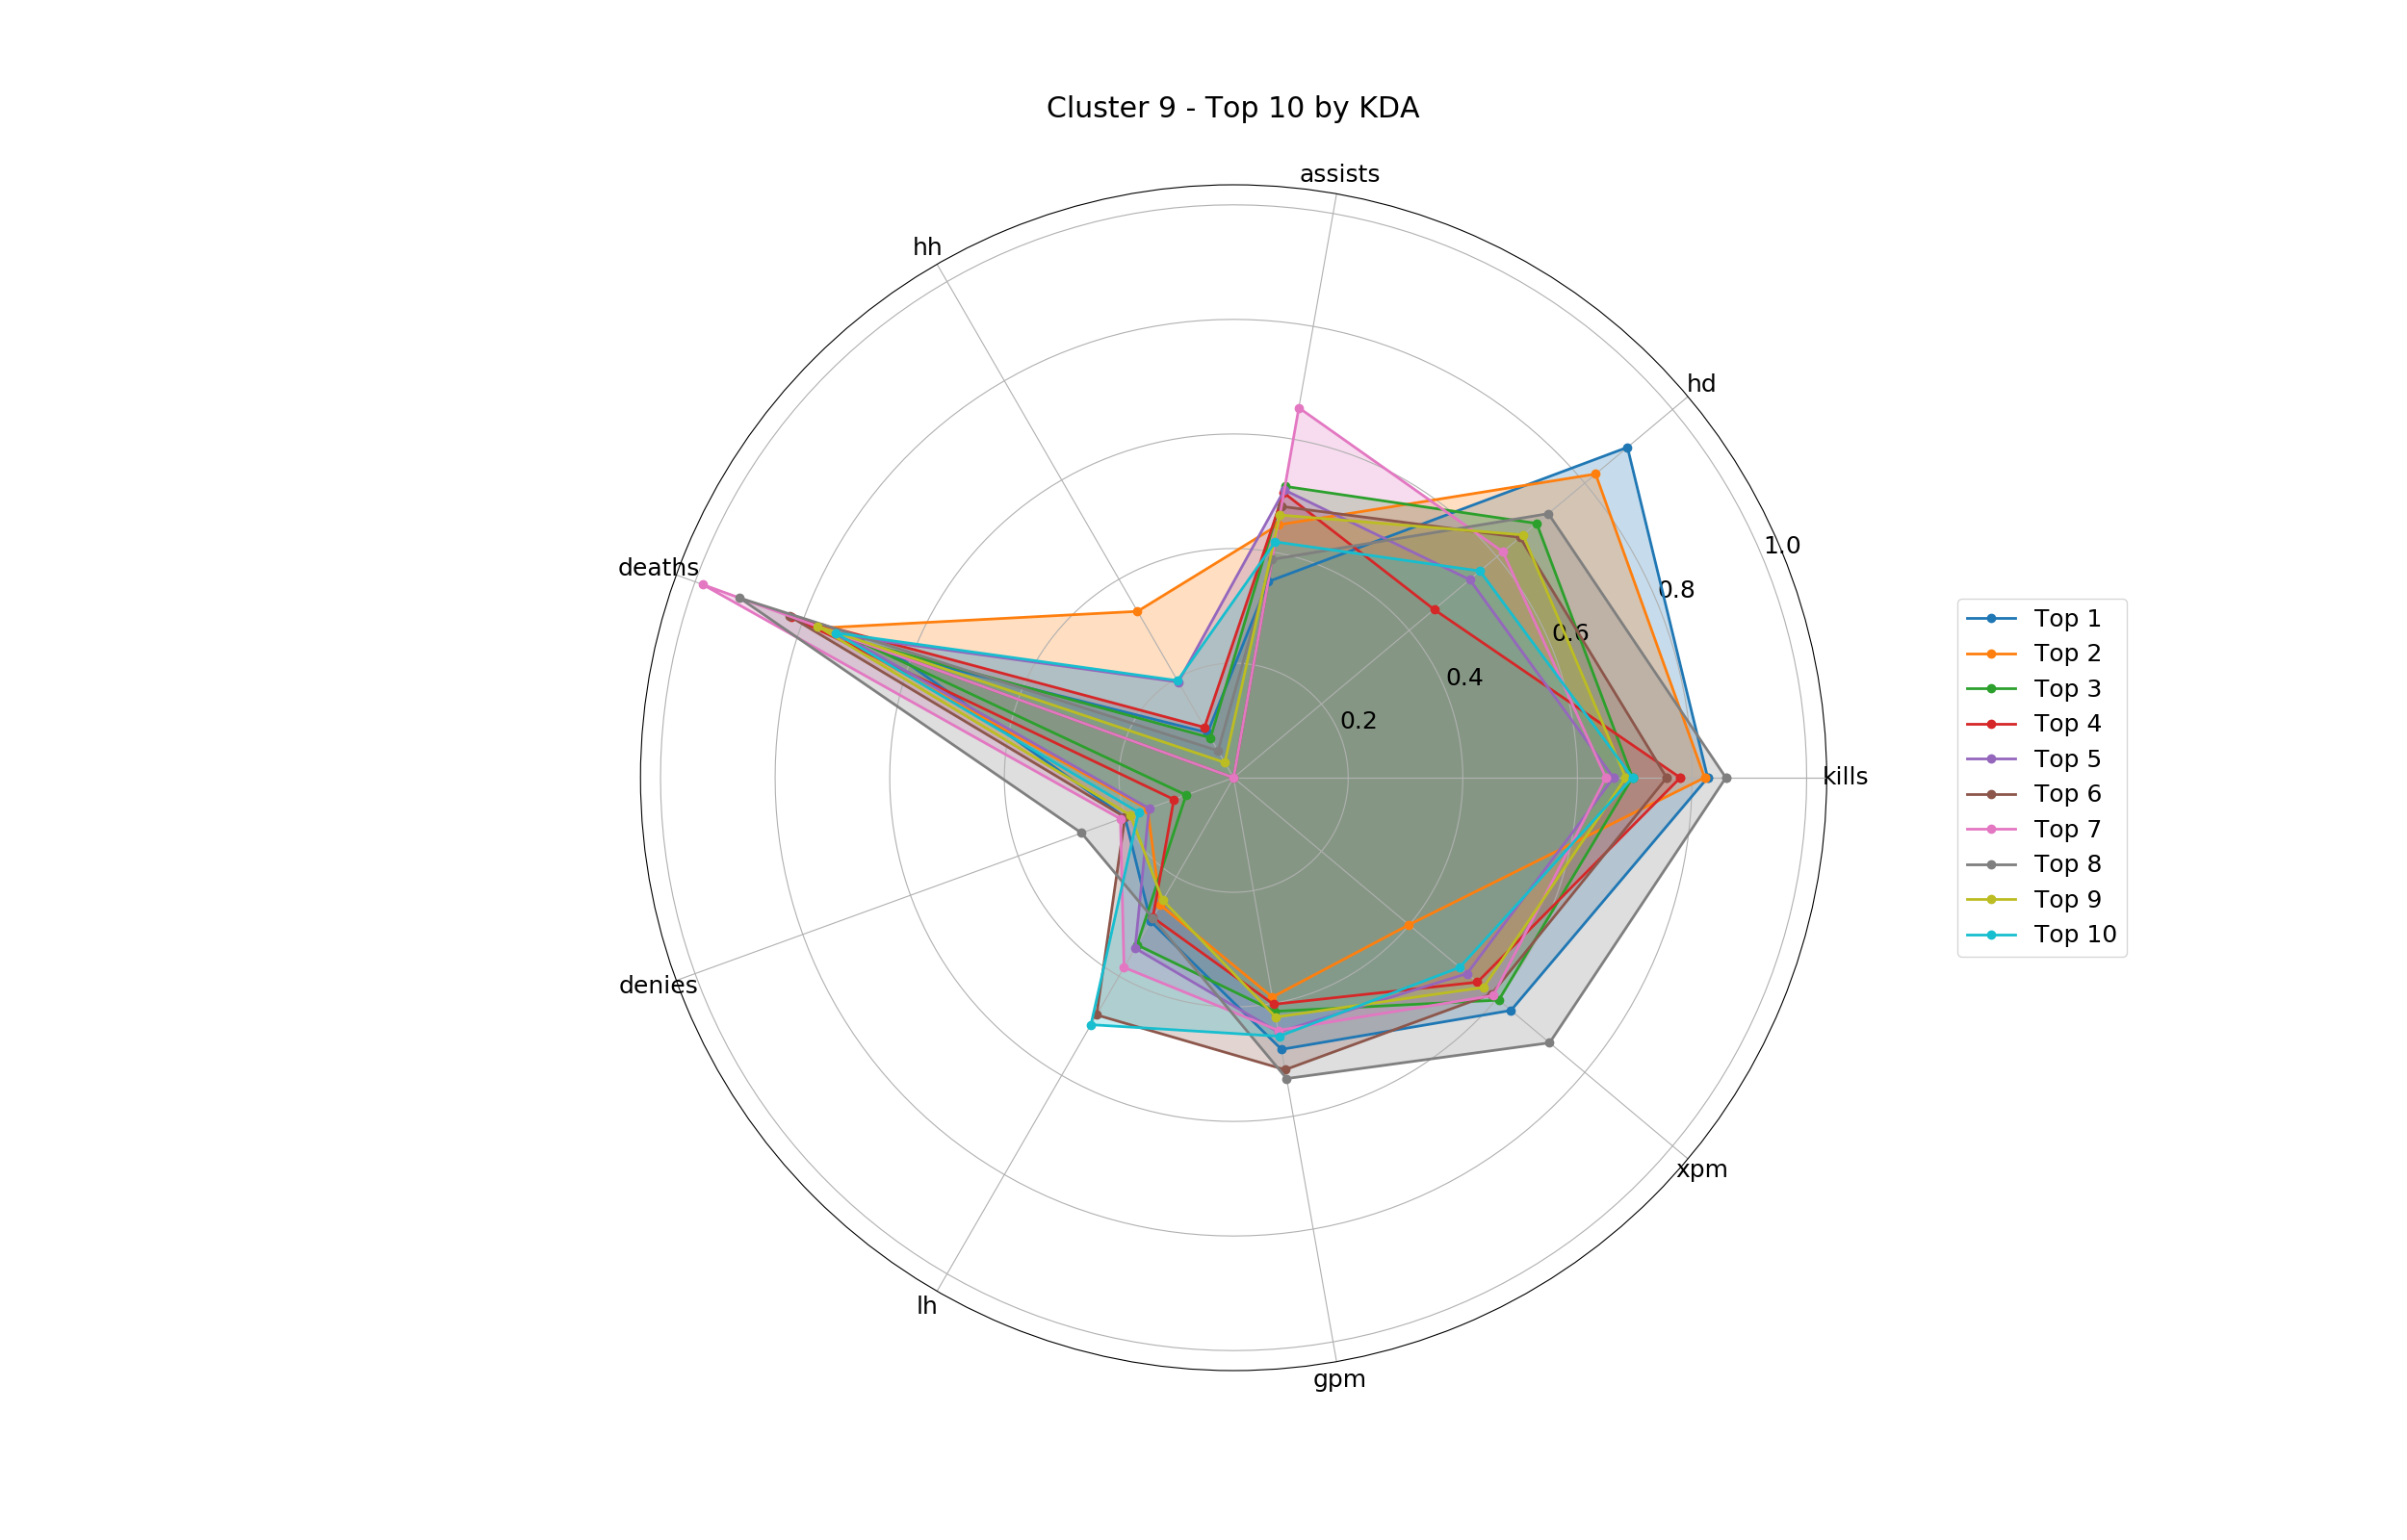 Cluster 9 - Top 10 by KDA
assists
hh
hd
deaths
1.0
0.8
0.6
0.4
0.2
kills
denies
xpm
lh
gpm
Top 1
Top 2
Top 3
Top 4
Top 5
Top 6
Top 7
Top 8
Top 9
Top 10